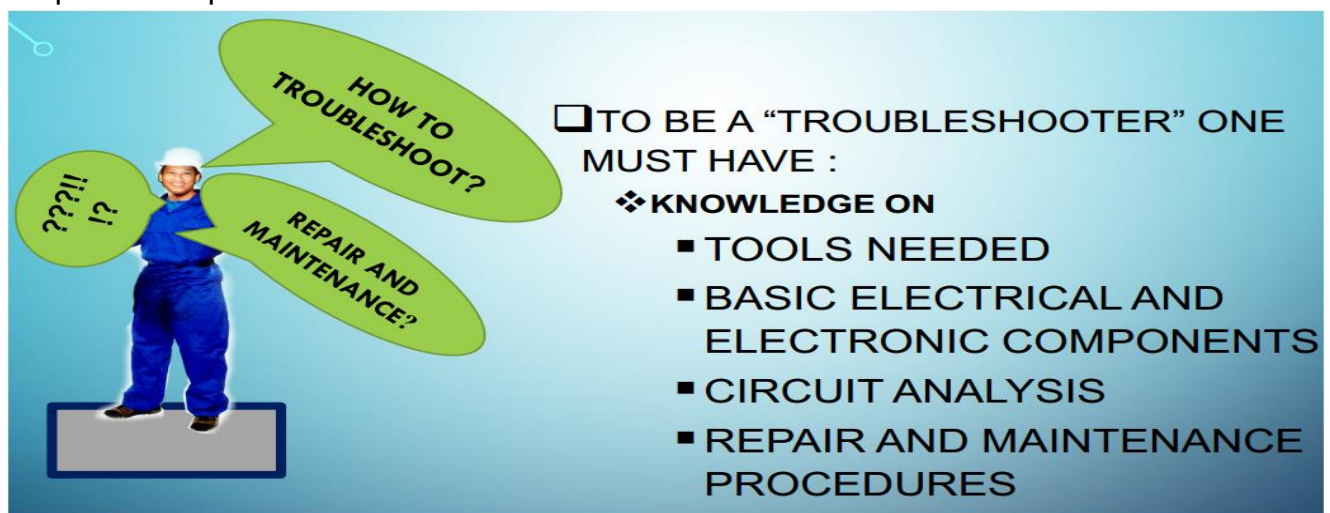 HOW TO
TROUBLESHOOT?
???!!
!?
REPAIR AND
MAINTENANCE?
❑TO BE A “TROUBLESHOOTER” ONE
MUST HAVE :
❖KNOWLEDGE ON
▪TOOLS NEEDED
▪BASIC ELECTRICAL AND
ELECTRONIC COMPONENTS
▪CIRCUIT ANALYSIS
▪REPAIR AND MAINTENANCE
PROCEDURES